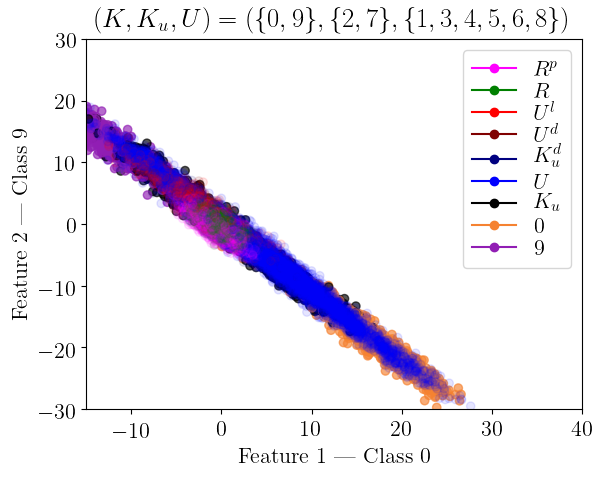 (K, K_u, U) = ({0, 9}, {2, 7}, {1, 3, 4, 5, 6, 8})
30
20
10
0
−10
−20
−30
Feature 2 — Class 9
R^p
R
U^l
U^d
K_u^d
U
K_u
0
9
−10
0
10
20
30
40
Feature 1 — Class 0